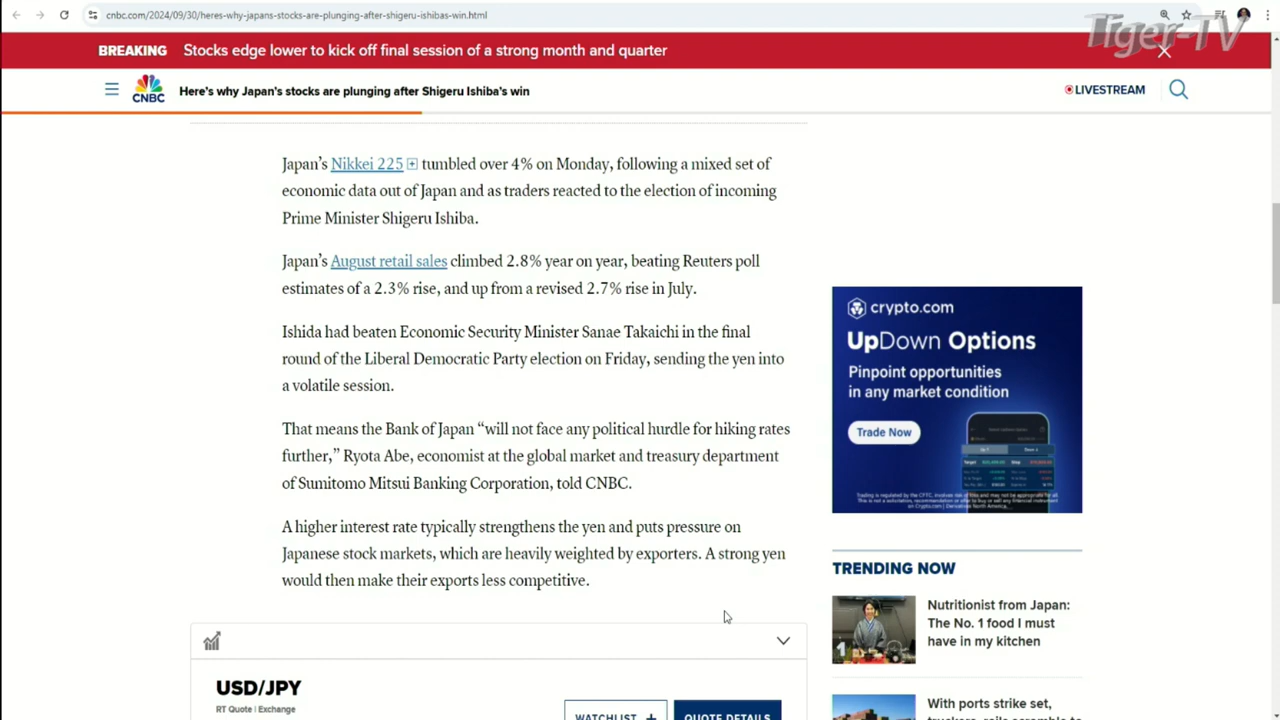 cnbc.com/2024/09/30/heres-why-japans-stocks-are-plunging-after-shigeru-ishibas-win.html
Tiger-TV
BREAKING Stocks edge lower to kick off final session of a strong month and quarter
CNBC
Here's why Japan's stocks are plunging after Shigeru Ishiba's win
LIVESTREAM
Japan's Nikkei 225 tumbled over 4% on Monday, following a mixed set of
economic data out of Japan and as traders reacted to the election of incoming
Prime Minister Shigeru Ishiba.
Japan's August retail sales climbed 2.8% year on year, beating Reuters poll
estimates of a 2.3% rise, and up from a revised 2.7% rise in July.
Ishida had beaten Economic Security Minister Sanae Takaichi in the final
round of the Liberal Democratic Party election on Friday, sending the yen into
a volatile session.
That means the Bank of Japan “will not face any political hurdle for hiking rates
further,” Ryota Abe, economist at the global market and treasury department
of Sumitomo Mitsui Banking Corporation, told CNBC.
A higher interest rate typically strengthens the yen and puts pressure on
Japanese stock markets, which are heavily weighted by exporters. A strong yen
would then make their exports less competitive.
USD/JPY
RT Quote | Exchange
WATCHLIST +
QUOTE DETAILS
crypto.com
UpDown Options
Pinpoint opportunities
in any market condition
Trade Now
TRENDING NOW
1
Nutritionist from Japan:
The No. 1 food I must
have in my kitchen
With ports strike set,